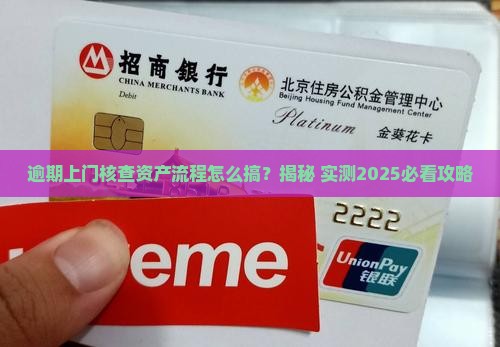 招商银行
CHINA MERCHANTS BANK
Debit
北京住房公积金管理中心
Beijing Housing Fund Management Center
Platinum
金葵花卡
逾期上门核查资产流程怎么搞？揭秘 实测2025必看攻略
2222
eme
UnionPay
银联